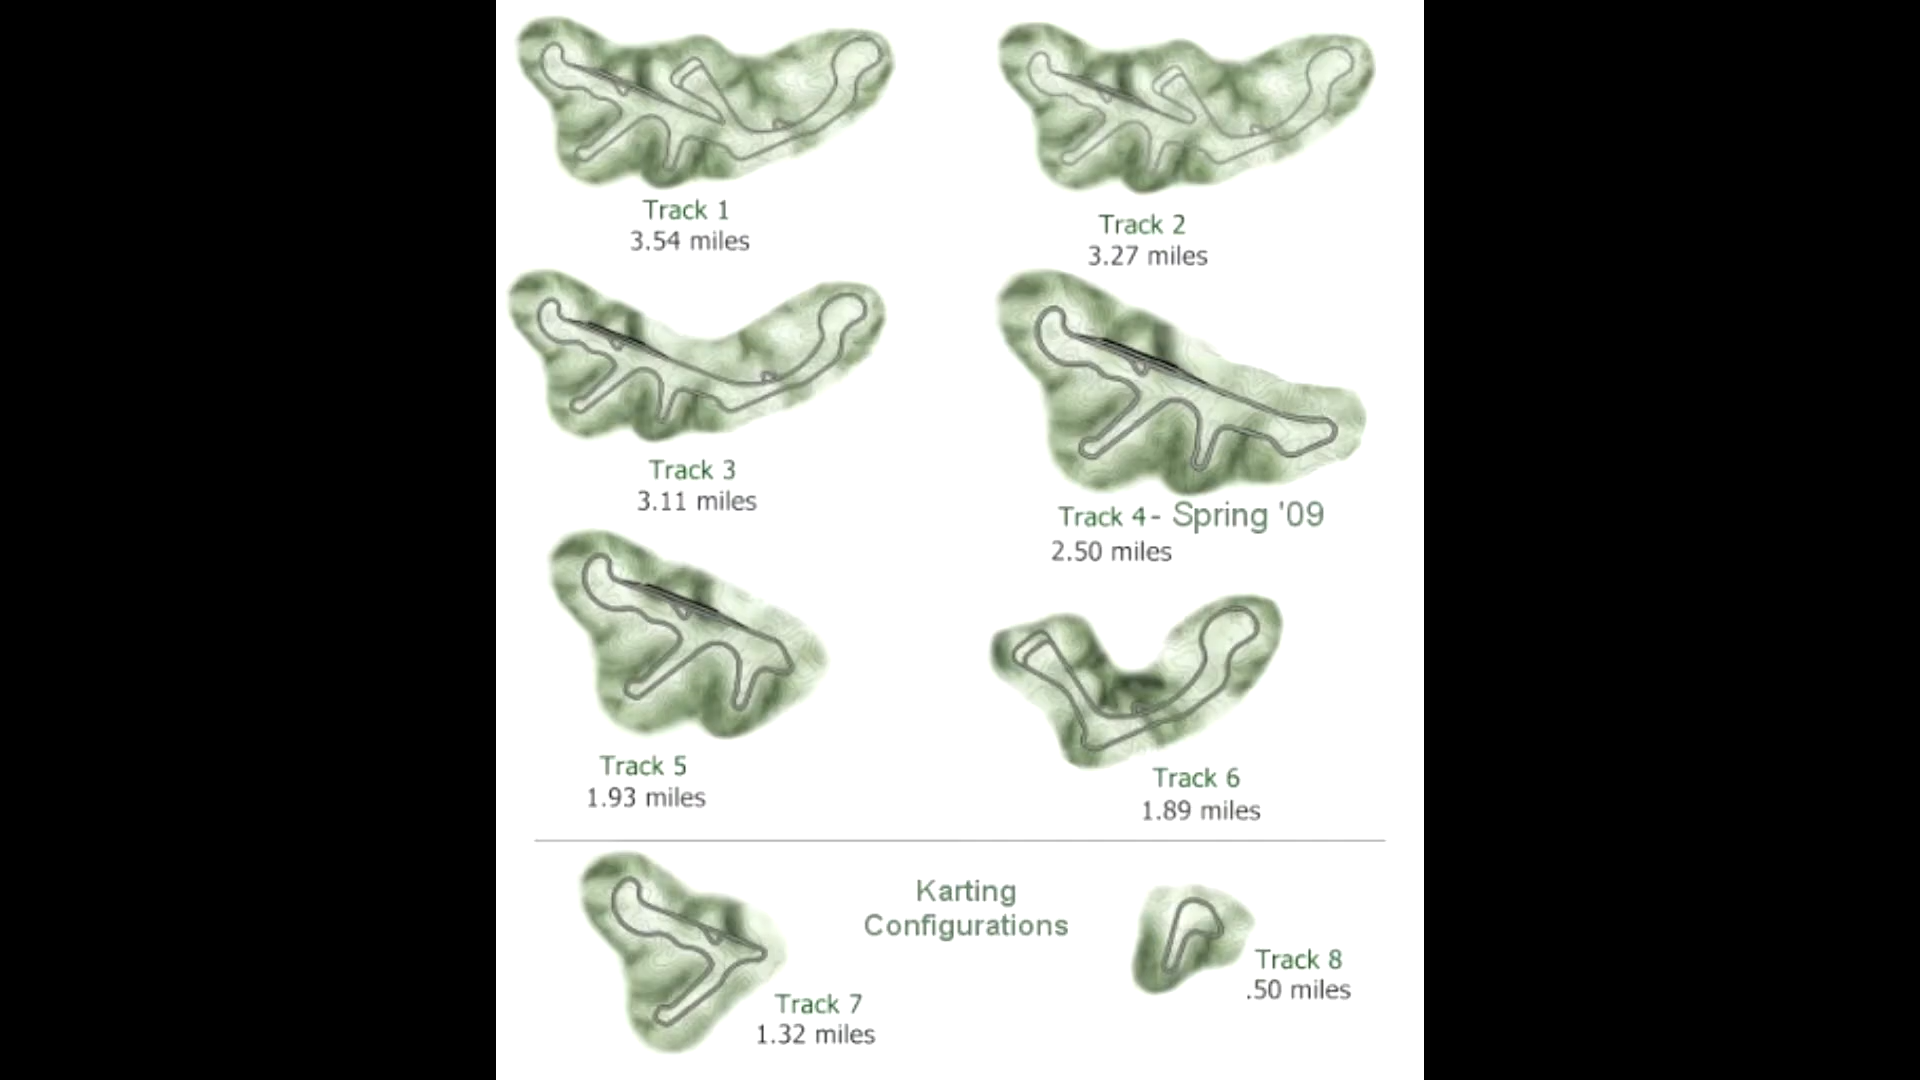 Track 1
3.54 miles
Track 2
3.27 miles
Track 3
3.11 miles
Track 4- Spring '09
2.50 miles
Track 5
1.93 miles
Track 6
1.89 miles
Karting
Configurations
Track 7
1.32 miles
Track 8
.50 miles